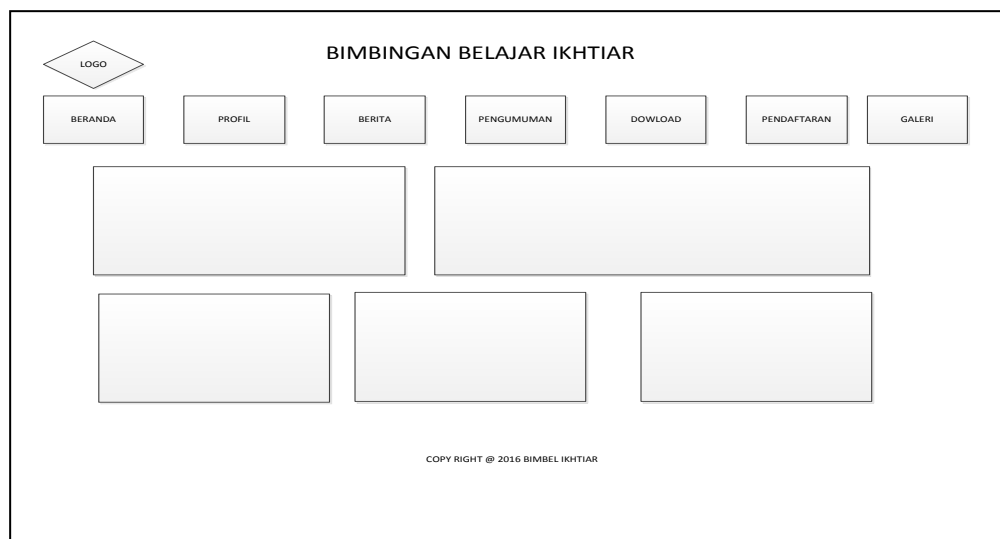 BIMBINGAN BELAJAR IKHTIAR
LOGO
BERANDA PROFIL BERITA PENGUMUMAN DOWLOAD PENDAFTARAN GALERI
COPY RIGHT @ 2016 BIMBEL IKHTIAR